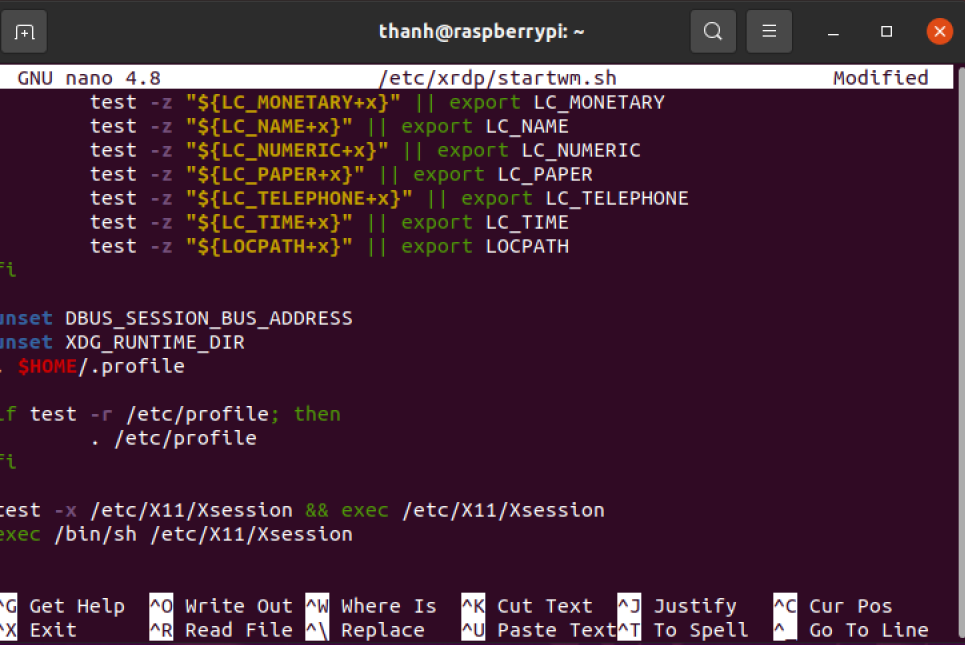 thanh@raspberrypi: ~
GNU nano 4.8 /etc/xrdp/startwm.sh Modified
test -z "${LC_MONETARY+x}" || export LC_MONETARY
test -z "${LC_NAME+x}" || export LC_NAME
test -z "${LC_NUMERIC+x}" || export LC_NUMERIC
test -z "${LC_PAPER+x}" || export LC_PAPER
test -z "${LC_TELEPHONE+x}" || export LC_TELEPHONE
test -z "${LC_TIME+x}" || export LC_TIME
test -z "${LOCPATH+x}" || export LOCPATH
fi
unset DBUS_SESSION_BUS_ADDRESS
unset XDG_RUNTIME_DIR
. $HOME/.profile
if test -r /etc/profile; then
. /etc/profile
fi
test -x /etc/X11/Xsession && exec /etc/X11/Xsession
exec /bin/sh /etc/X11/Xsession
^G Get Help ^O Write Out ^W Where Is ^K Cut Text ^J Justify ^C Cur Pos
^X Exit ^R Read File ^\ Replace ^U Paste Text ^T To Spell ^_ Go To Line